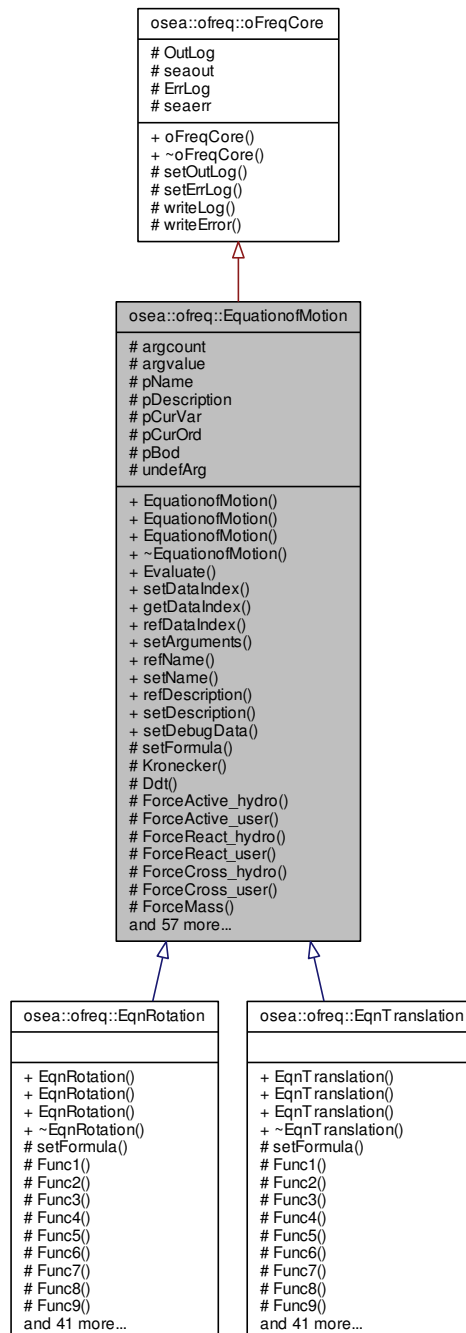 osea::ofreq::oFreqCore
# OutLog
# seaout
# ErrLog
# seaerr
+ oFreqCore()
+ ~oFreqCore()
# setOutLog()
# setErrLog()
# writeLog()
# writeError()
osea::ofreq::EquationofMotion
# argcount
# argvalue
# pName
# pDescription
# pCurVar
# pCurOrd
# pBod
# undefArg
+ EquationofMotion()
+ EquationofMotion()
+ EquationofMotion()
+ ~EquationofMotion()
+ Evaluate()
+ setDataIndex()
+ getDataIndex()
+ refDataIndex()
+ setArguments()
+ refName()
+ setName()
+ refDescription()
+ setDescription()
+ setDebugData()
# setFormula()
# Kronecker()
# Ddt()
# ForceActive_hydro()
# ForceActive_user()
# ForceReact_hydro()
# ForceReact_user()
# ForceCross_hydro()
# ForceCross_user()
# ForceMass()
and 57 more...
osea::ofreq::EqnRotation
+ EqnRotation()
+ EqnRotation()
+ EqnRotation()
+ ~EqnRotation()
# setFormula()
# Func1()
# Func2()
# Func3()
# Func4()
# Func5()
# Func6()
# Func7()
# Func8()
# Func9()
and 41 more...
osea::ofreq::EqnTranslation
+ EqnTranslation()
+ EqnTranslation()
+ EqnTranslation()
+ ~EqnTranslation()
# setFormula()
# Func1()
# Func2()
# Func3()
# Func4()
# Func5()
# Func6()
# Func7()
# Func8()
# Func9()
and 41 more...